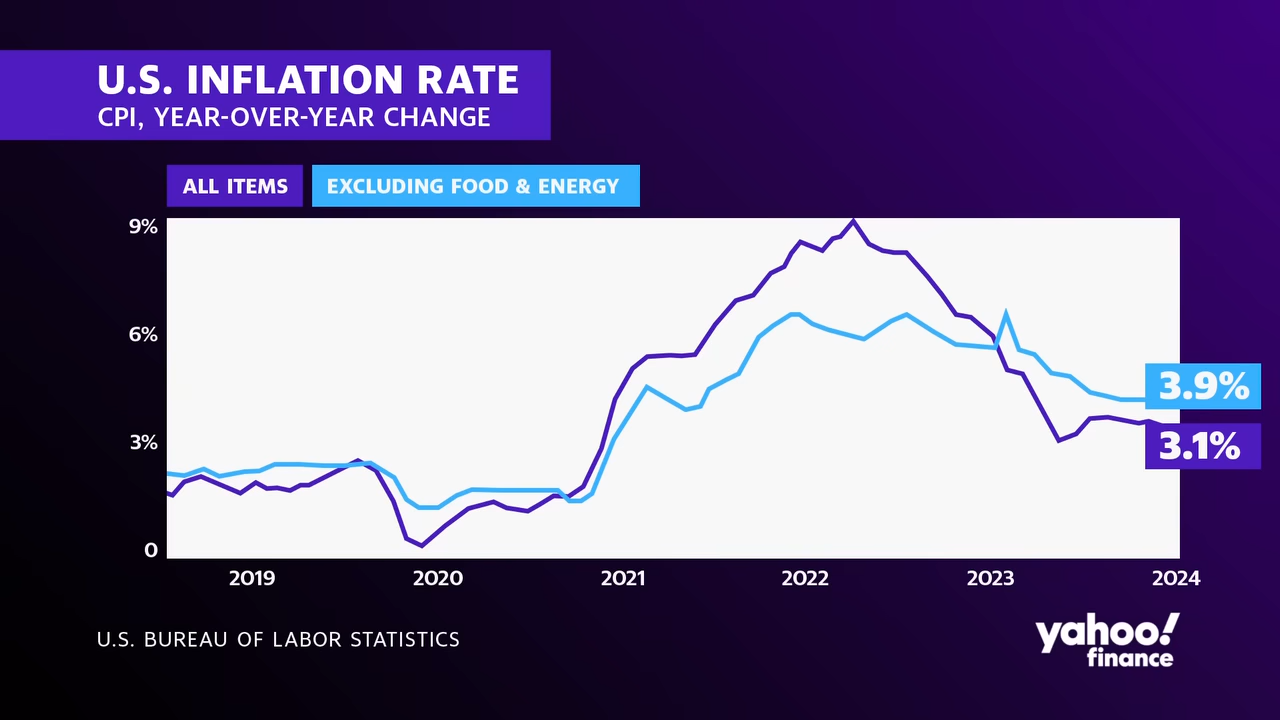 U.S. INFLATION RATE
CPI, YEAR-OVER-YEAR CHANGE
ALL ITEMS
EXCLUDING FOOD & ENERGY
9%
6%
3%
0
3.9%
3.1%
2019
2020
2021
2022
2023
2024
U.S. BUREAU OF LABOR STATISTICS
yahoo!
finance